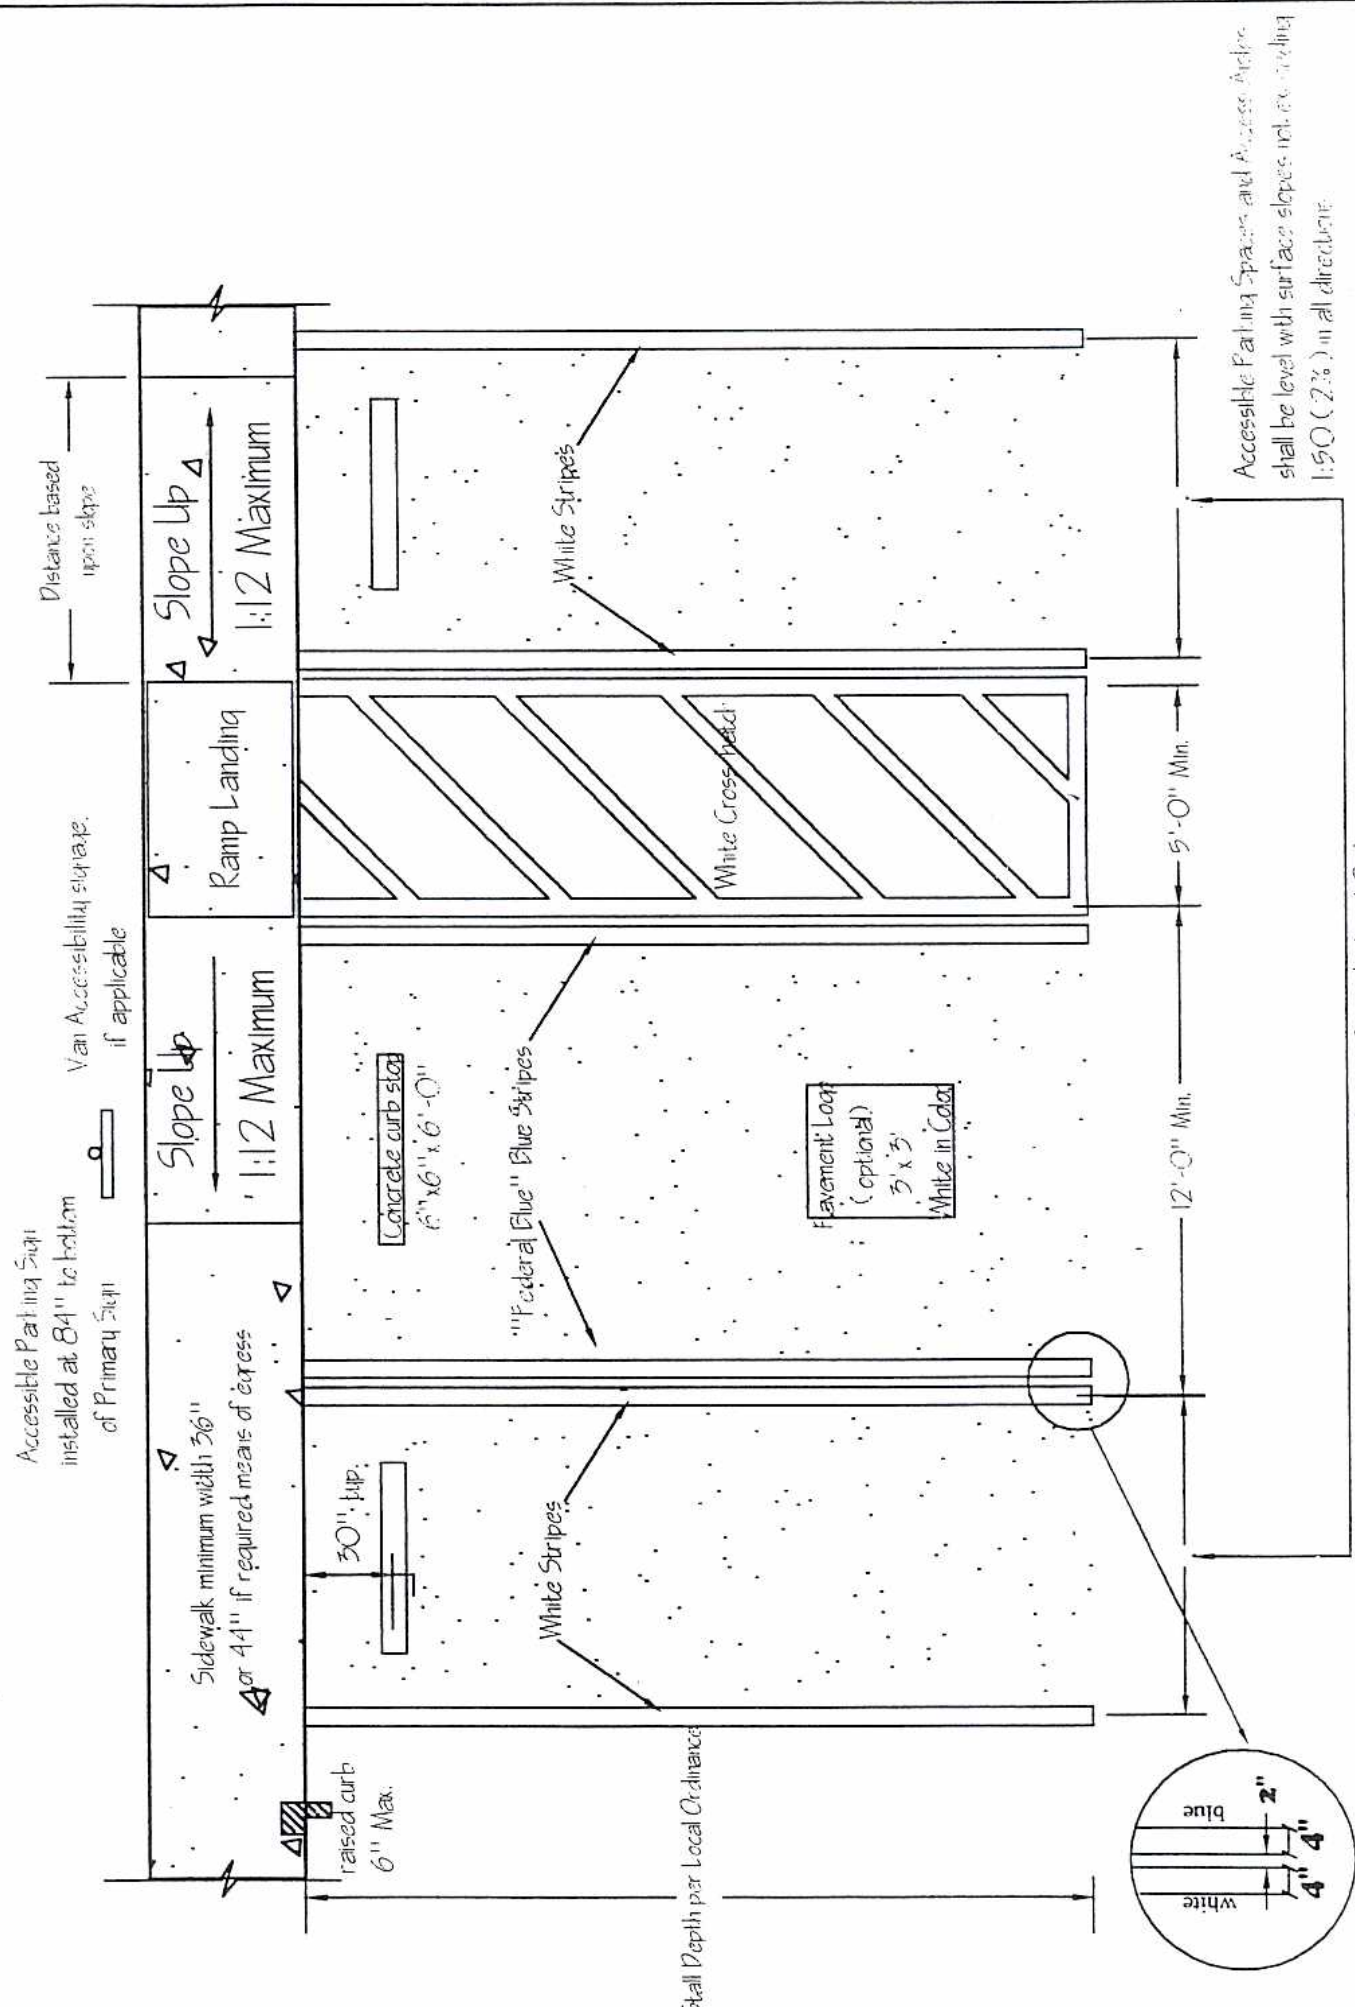 Accessible Parking Sign
installed at 84" to bottom
of Primary Sign
Van Accessibility signage.
if applicable
Distance based
upon slope
Sidewalk minimum width 36"
or 44" if required means of egress
Slope Up
1:12 Maximum
Ramp Landing
Slope Up
1:12 Maximum
raised curb
6" Max.
30" typ.
Concrete curb stop
6"x6"x6'-0"
White Stripes
"Federal Blue" Blue Stripes
White Stripes
Pavement Logo
(optional)
3'x3'
White in Color
White Crosshatch
Stall Depth per Local Ordinance
12'-0" Min.
5'-0" Min.
white
blue
4"
4"
2"
Accessible Parking Spaces and Access Aisles
shall be level with surface slopes not exceeding
1:50 (2%) in all directions